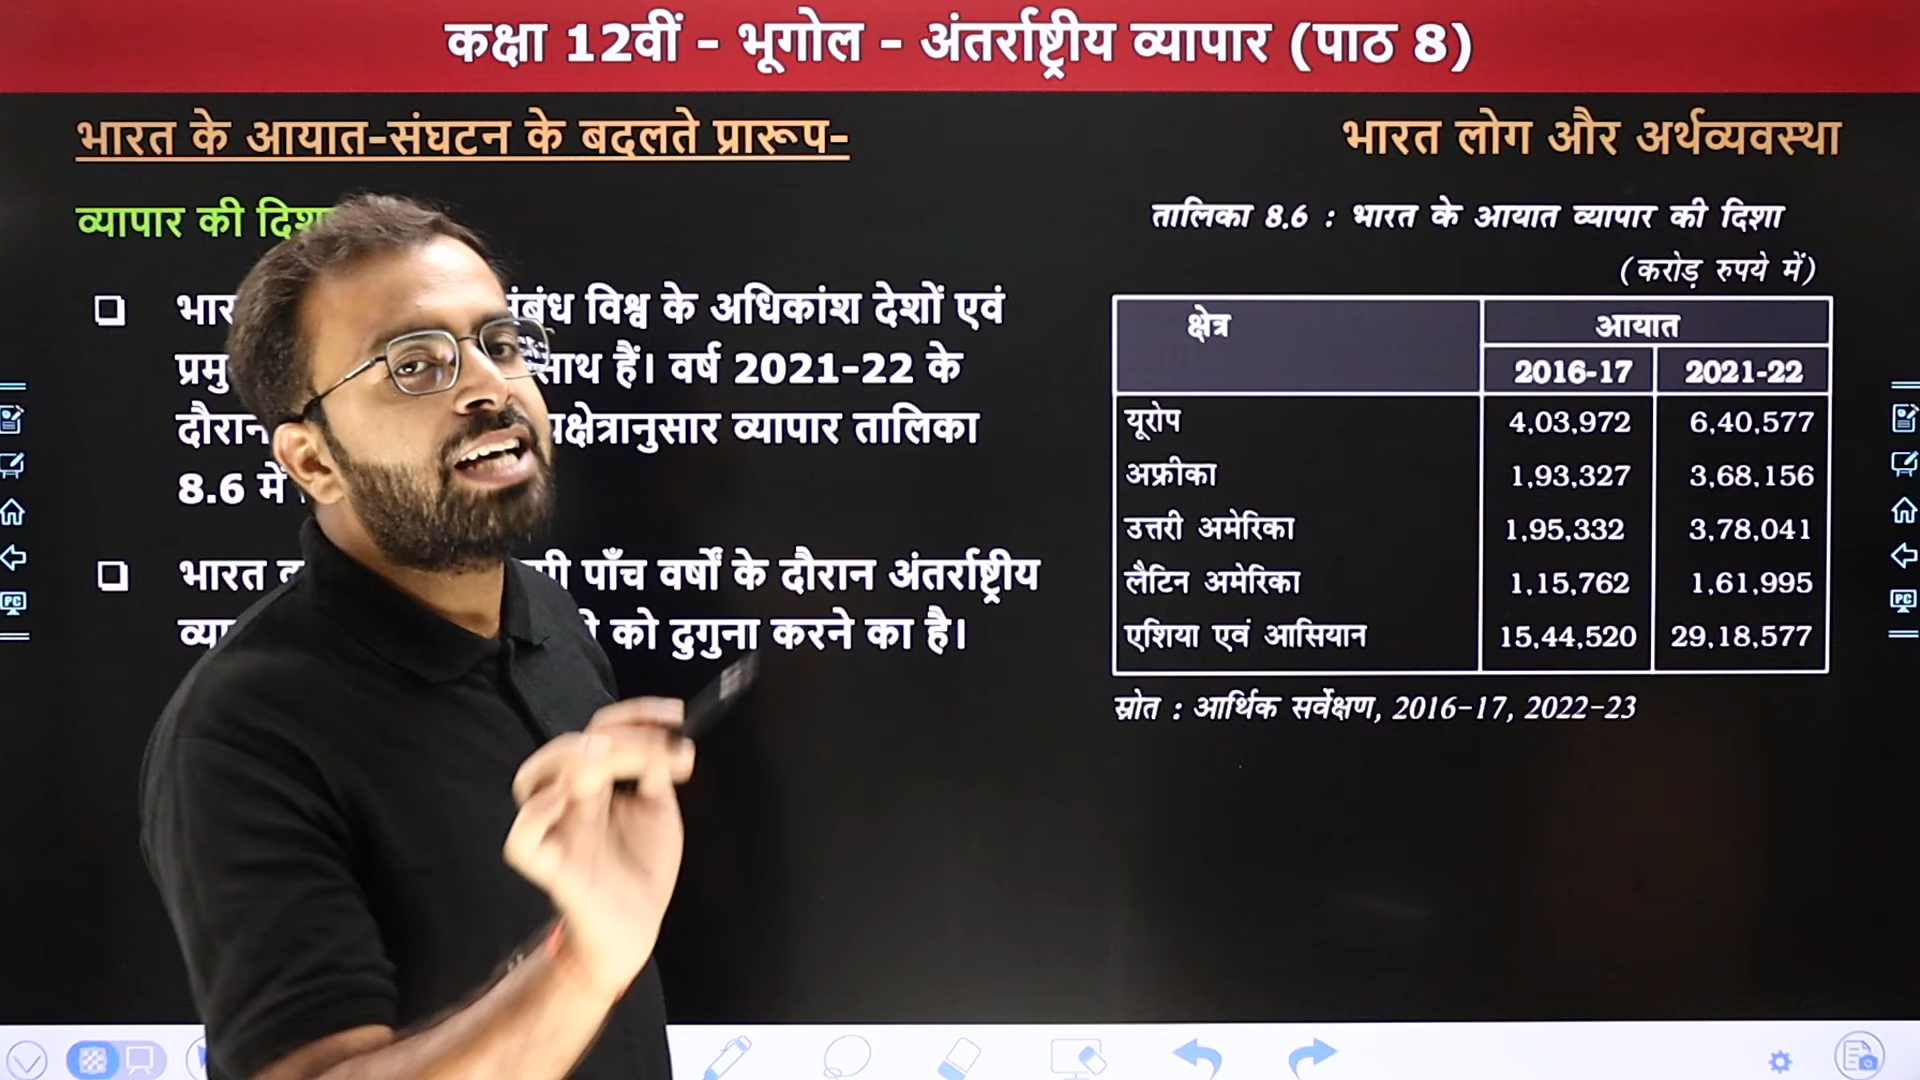 कक्षा 12वीं - भूगोल - अंतर्राष्ट्रीय व्यापार (पाठ 8)
भारत के आयात-संघटन के बदलते प्रारूप-
भारत लोग और अर्थव्यवस्था
व्यापार की
विश्व के अधिकांश देशों एवं
साथ हैं। वर्ष 2021-22 के
दौरान व्यापार तालिका
8.6 में
भारत पाँच वर्षों के दौरान अंतर्राष्ट्रीय
को दुगुना करने का है।
तालिका 8.6 : भारत के आयात व्यापार की दिशा
(करोड़ रुपये में)
क्षेत्र आयात
2016-17 2021-22
यूरोप 4,03,972 6,40,577
अफ्रीका 1,93,327 3,68,156
उत्तरी अमेरिका 1,95,332 3,78,041
लैटिन अमेरिका 1,15,762 1,61,995
एशिया एवं आसियान 15,44,520 29,18,577
स्रोत : आर्थिक सर्वेक्षण, 2016-17, 2022-23
PC
PC